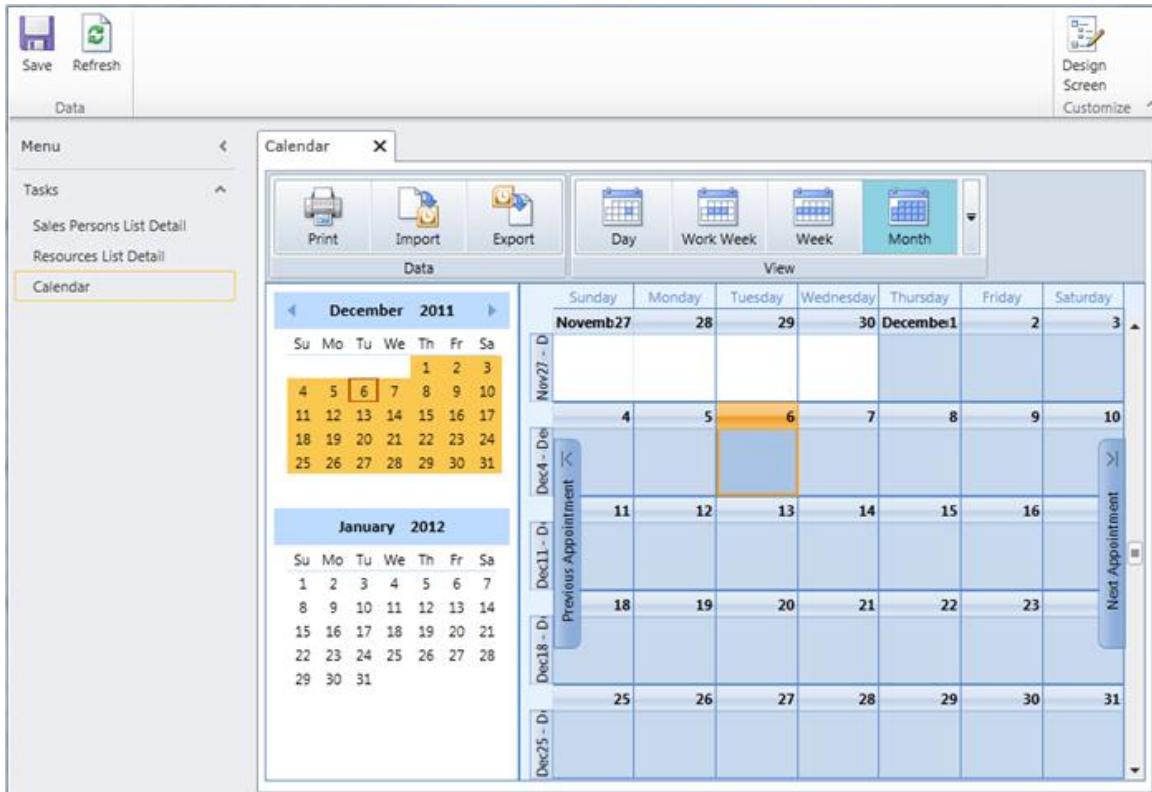 Save Refresh
Design
Screen
Data
Customize
Menu
Tasks
Sales Persons List Detail
Resources List Detail
Calendar
Calendar
Print Import Export
Data
Day Work Week Week Month
View
December 2011
Su Mo Tu We Th Fr Sa
1 2 3
4 5 6 7 8 9 10
11 12 13 14 15 16 17
18 19 20 21 22 23 24
25 26 27 28 29 30 31
January 2012
Su Mo Tu We Th Fr Sa
1 2 3 4 5 6 7
8 9 10 11 12 13 14
15 16 17 18 19 20 21
22 23 24 25 26 27 28
29 30 31
Sunday Monday Tuesday Wednesday Thursday Friday Saturday
Novemb27 28 29 30 December1 2 3
Nov27 - D
4 5 6 7 8 9 10
Dec4 - De
11 12 13 14 15 16
Dec11 - D
18 19 20 21 22 23
Dec18 - D
25 26 27 28 29 30 31
Dec25 - D
Previous Appointment
Next Appointment